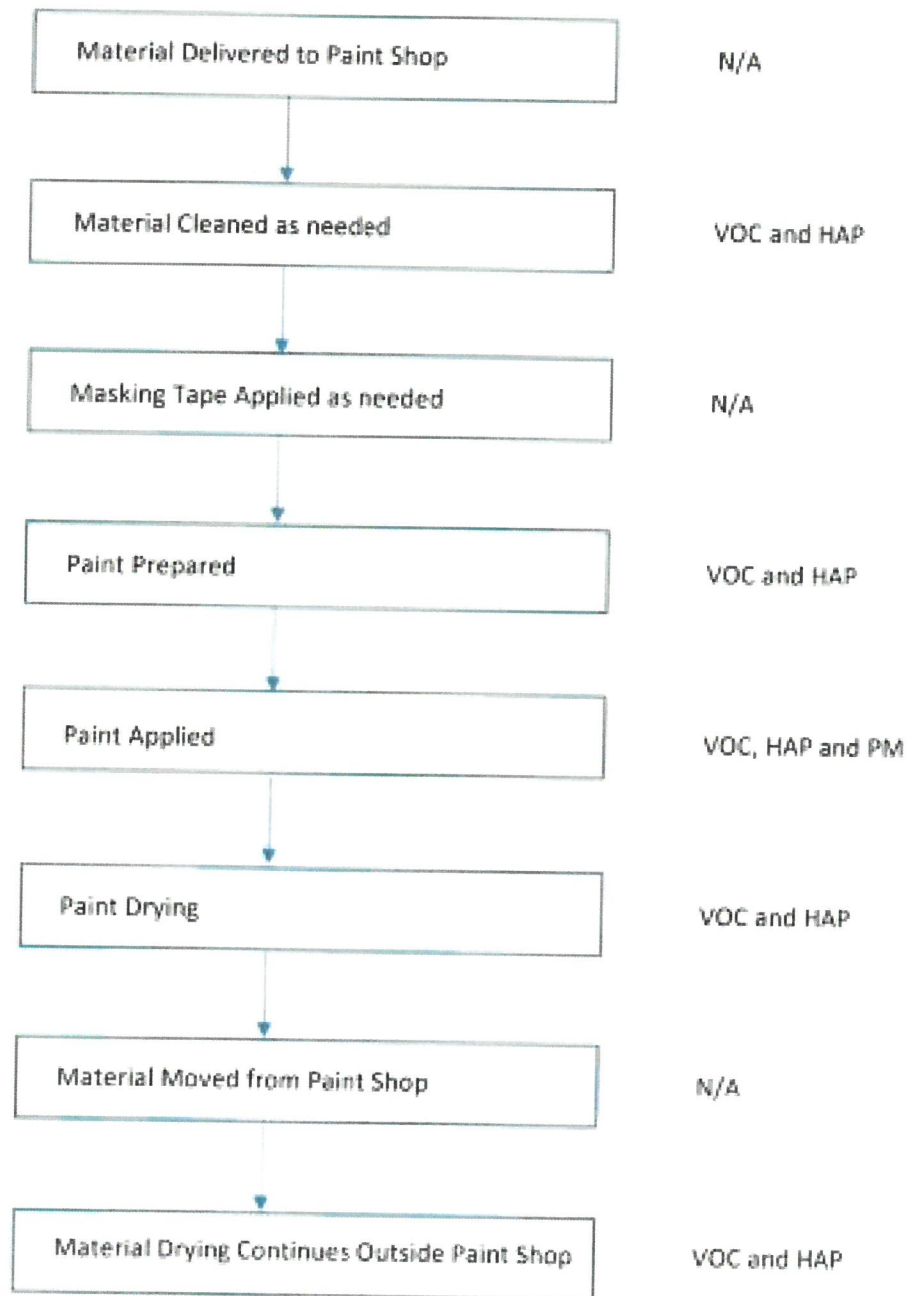 Material Delivered to Paint Shop
N/A
Material Cleaned as needed
VOC and HAP
Masking Tape Applied as needed
N/A
Paint Prepared
VOC and HAP
Paint Applied
VOC, HAP and PM
Paint Drying
VOC and HAP
Material Moved from Paint Shop
N/A
Material Drying Continues Outside Paint Shop
VOC and HAP